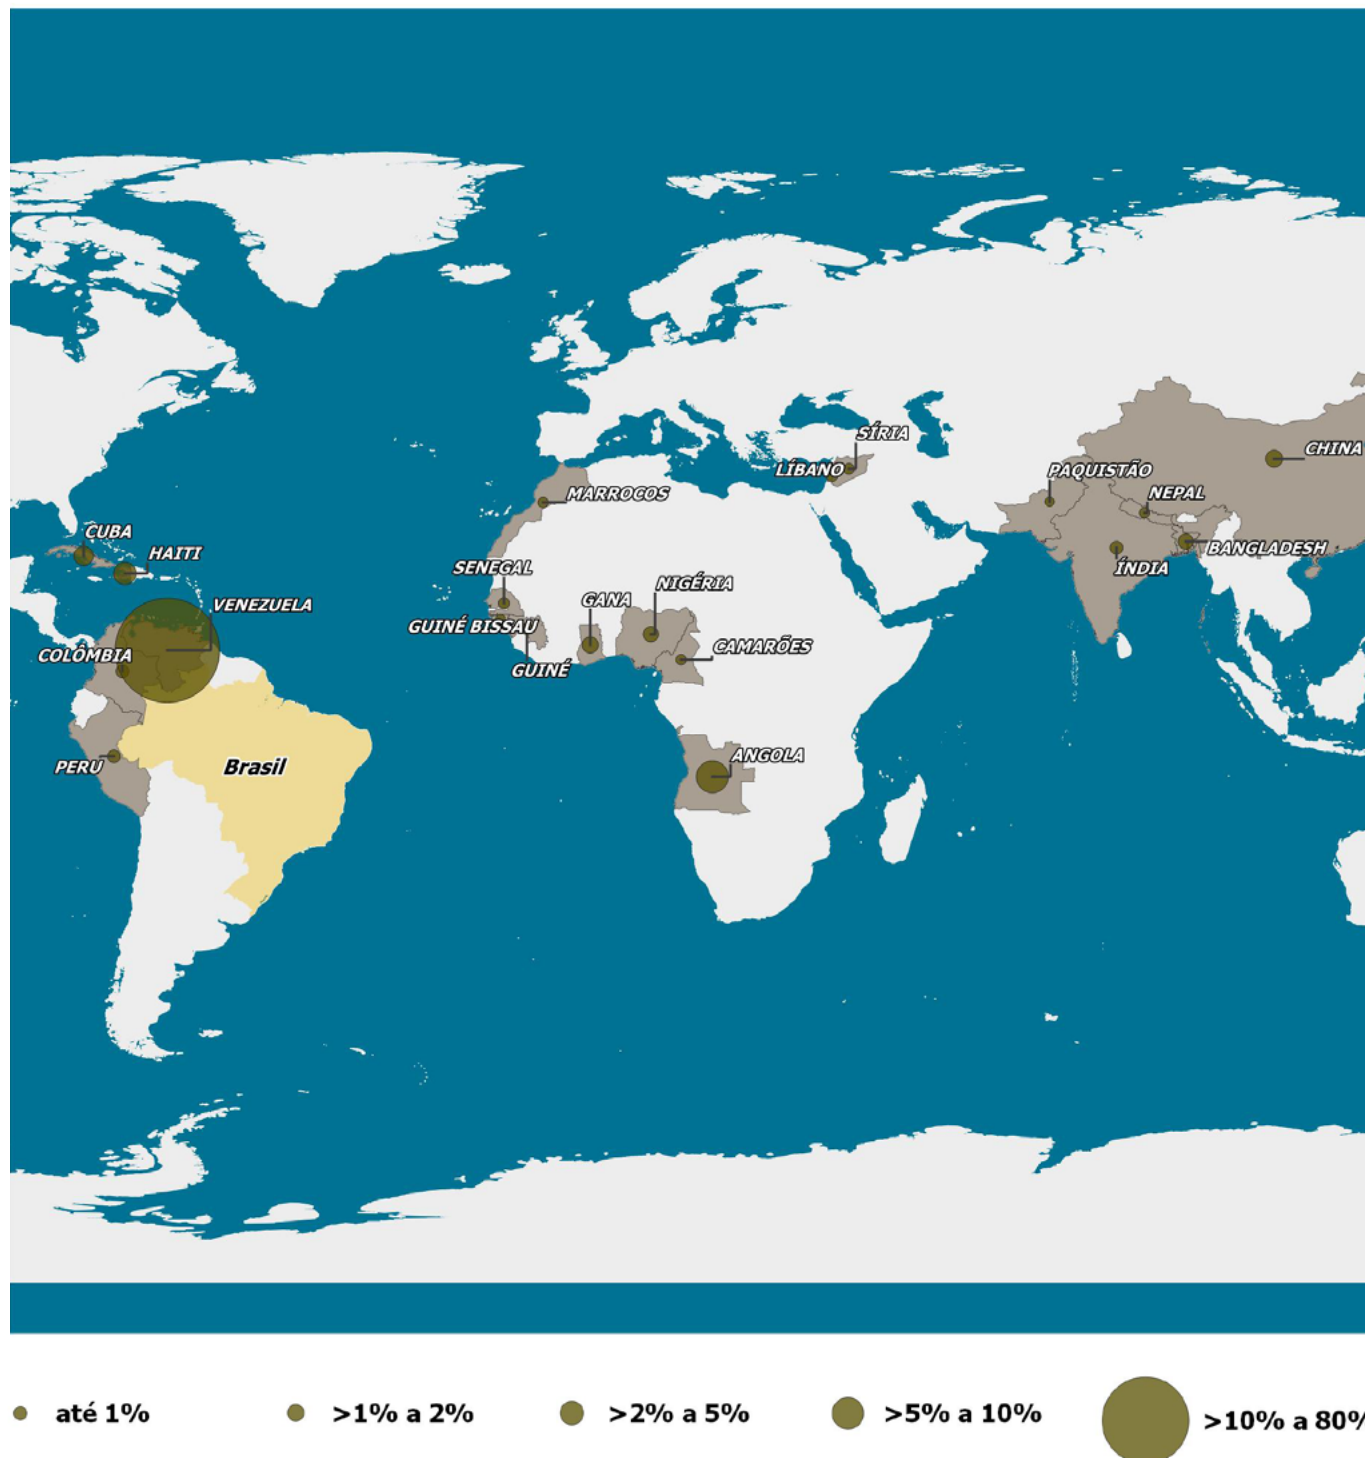 SÍRIA
CHINA
LÍBANO
PAQUISTÃO
MARROCOS
NEPAL
CUBA
HAITI
BANGLADESH
SENEGAL
ÍNDIA
NIGÉRIA
GANA
VENEZUELA
GUINÉ BISSAU
CAMARÕES
COLÔMBIA
GUINÉ
ANGOLA
PERU
Brasil
até 1%
>1% a 2%
>2% a 5%
>5% a 10%
>10% a 80%